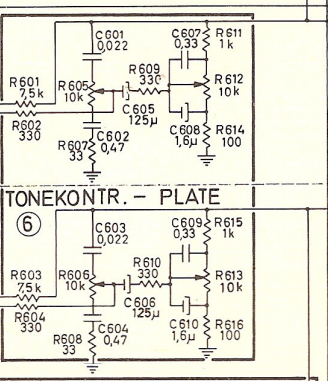 C601
0,022
C607
0,33
R611
1k
R601
7,5k
R605
10k
R609
330
R612
10k
R602
330
C605
125µ
C602
0,47
R607
33
C608
1,6µ
R614
100
TONEKONTR. – PLATE
6
C603
0,022
C609
0,33
R615
1k
R603
7,5k
R606
10k
R610
330
R613
10k
R604
330
C606
125µ
R608
33
C604
0,47
C610
1,6µ
R616
100